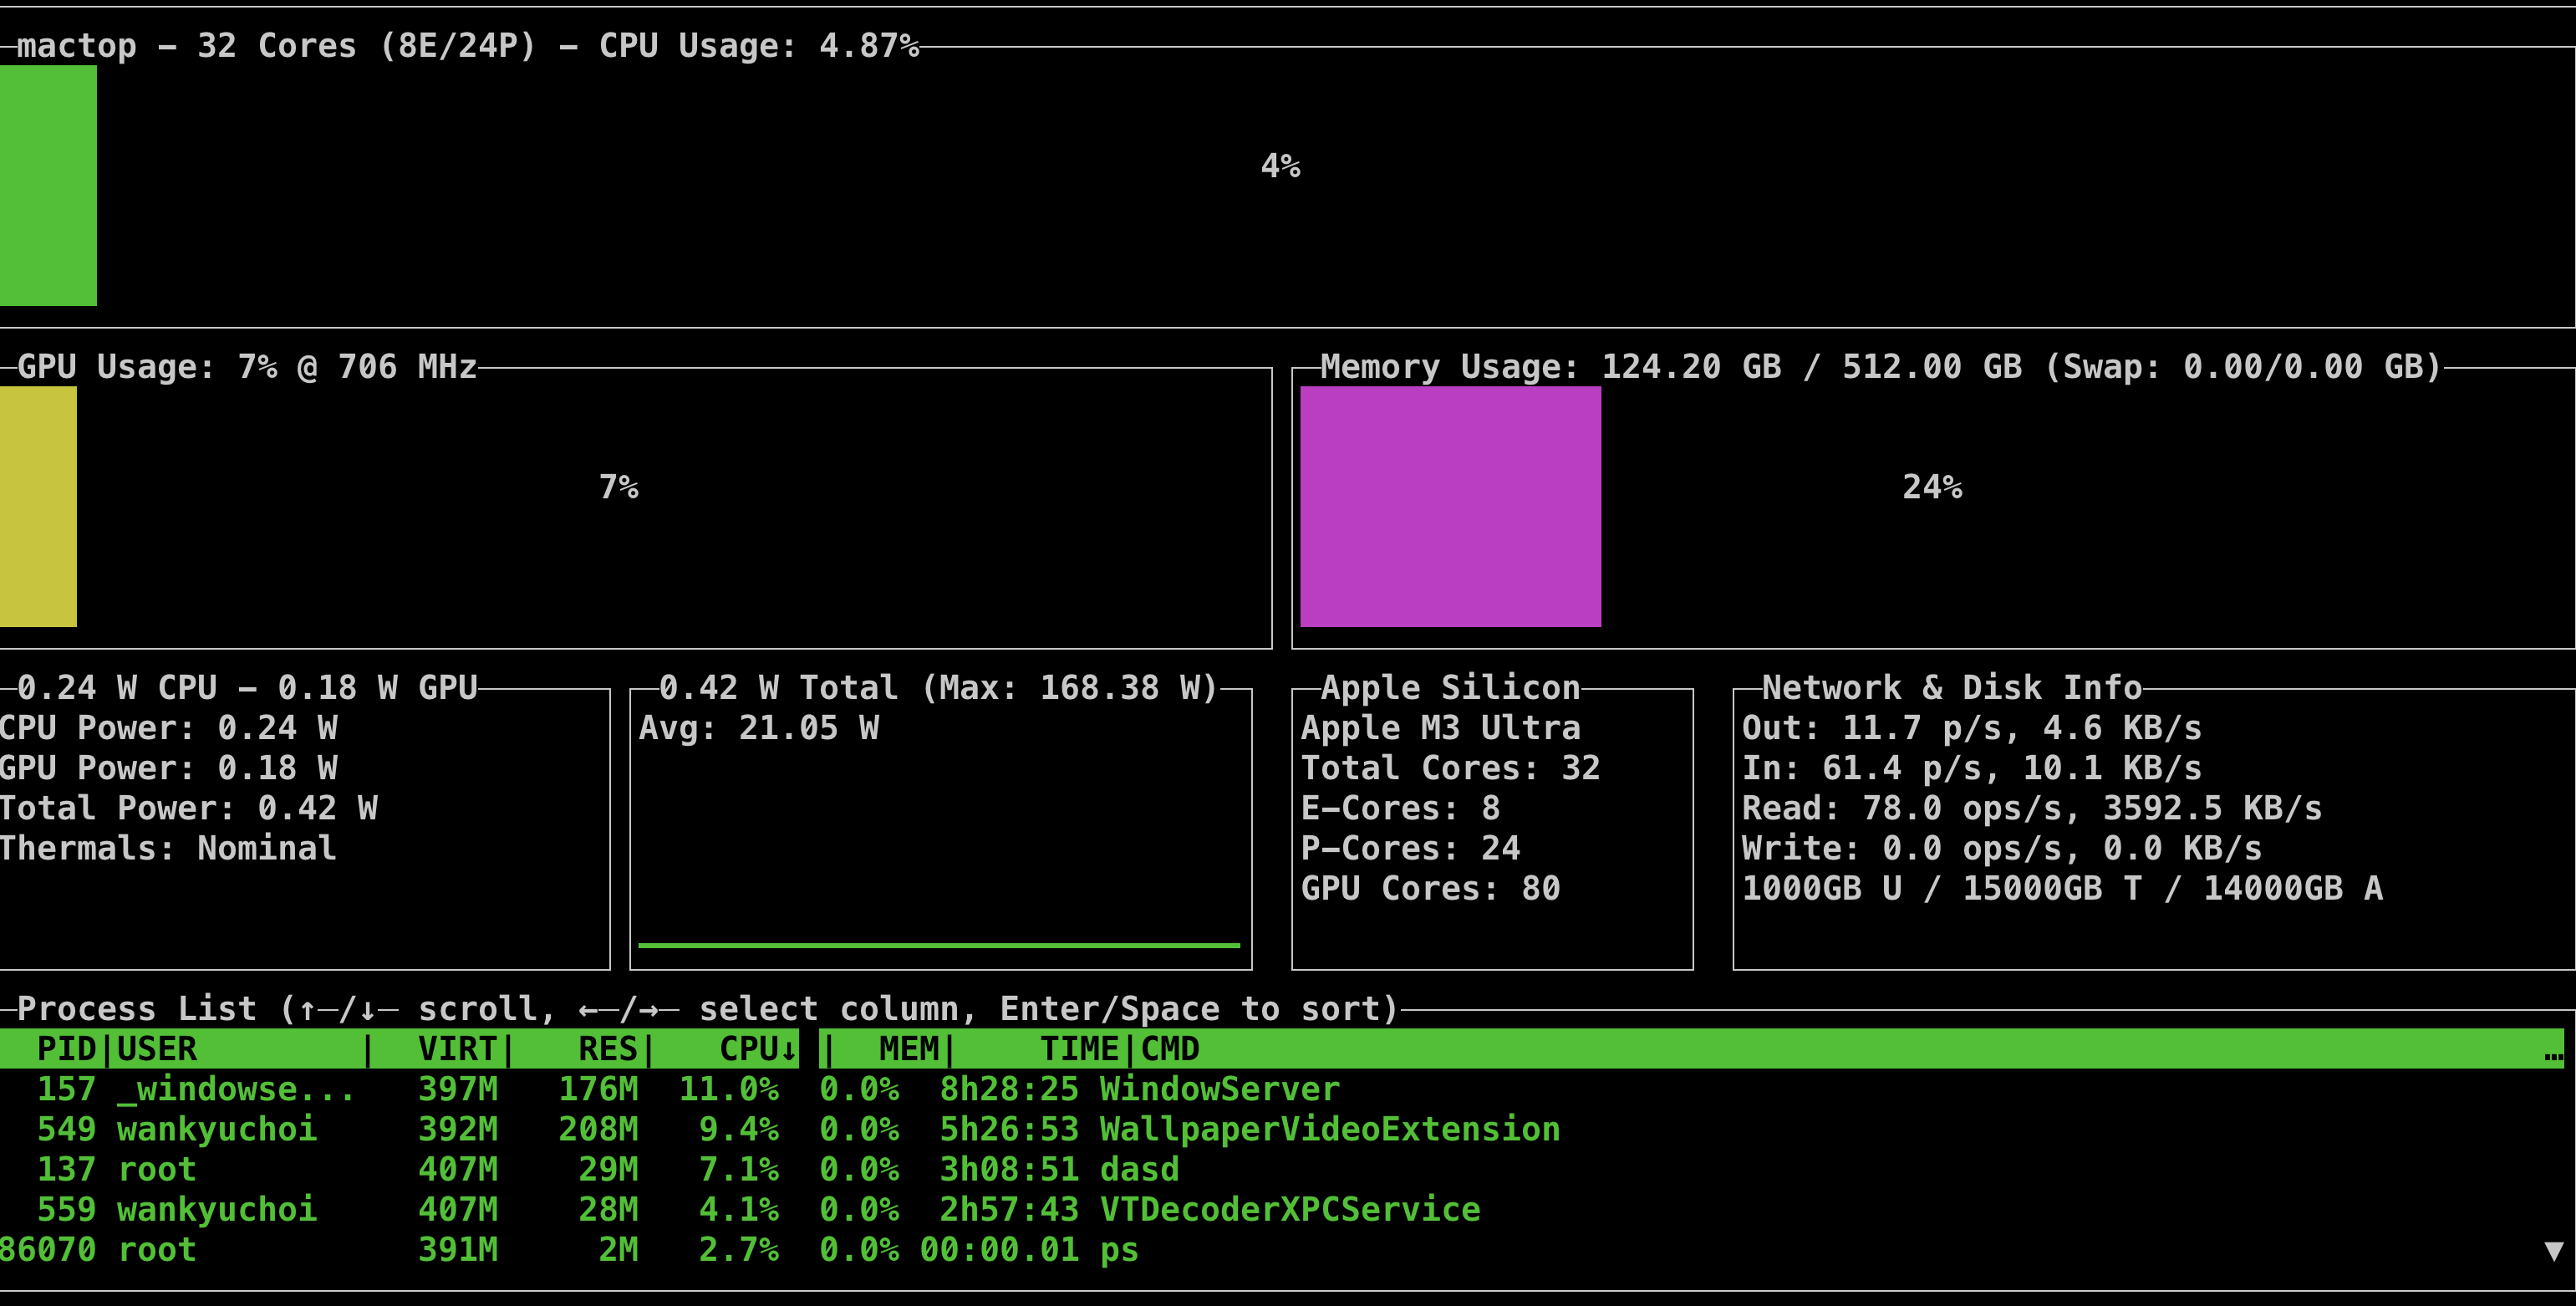 mactop – 32 Cores (8E/24P) – CPU Usage: 4.87%
4%
GPU Usage: 7% @ 706 MHz
7%
Memory Usage: 124.20 GB / 512.00 GB (Swap: 0.00/0.00 GB)
24%
0.24 W CPU – 0.18 W GPU
CPU Power: 0.24 W
GPU Power: 0.18 W
Total Power: 0.42 W
Thermals: Nominal
0.42 W Total (Max: 168.38 W)
Avg: 21.05 W
Apple Silicon
Apple M3 Ultra
Total Cores: 32
E–Cores: 8
P–Cores: 24
GPU Cores: 80
Network & Disk Info
Out: 11.7 p/s, 4.6 KB/s
In: 61.4 p/s, 10.1 KB/s
Read: 78.0 ops/s, 3592.5 KB/s
Write: 0.0 ops/s, 0.0 KB/s
1000GB U / 15000GB T / 14000GB A
Process List (↑/↓ scroll, ←/→ select column, Enter/Space to sort)
PID|USER | VIRT| RES| CPU↓ | MEM| TIME|CMD …
157 _windowse... 397M 176M 11.0% 0.0% 8h28:25 WindowServer
549 wankyuchoi 392M 208M 9.4% 0.0% 5h26:53 WallpaperVideoExtension
137 root 407M 29M 7.1% 0.0% 3h08:51 dasd
559 wankyuchoi 407M 28M 4.1% 0.0% 2h57:43 VTDecoderXPCService
86070 root 391M 2M 2.7% 0.0% 00:00.01 ps ▼